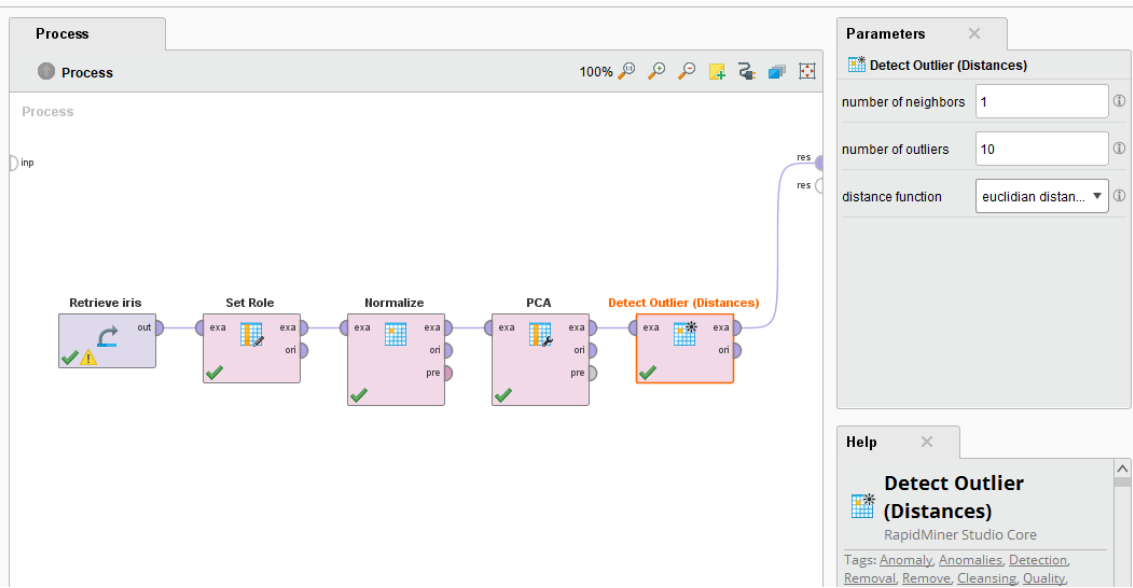 Process
Process
100%
Process
inp
res
res
Retrieve iris
out
Set Role
exa
exa
ori
Normalize
exa
exa
ori
pre
PCA
exa
exa
ori
pre
Detect Outlier (Distances)
exa
exa
ori
Parameters
Detect Outlier (Distances)
number of neighbors 1
number of outliers 10
distance function euclidian distan...
Help
Detect Outlier
(Distances)
RapidMiner Studio Core
Tags: Anomaly, Anomalies, Detection,
Removal, Remove, Cleansing, Quality,